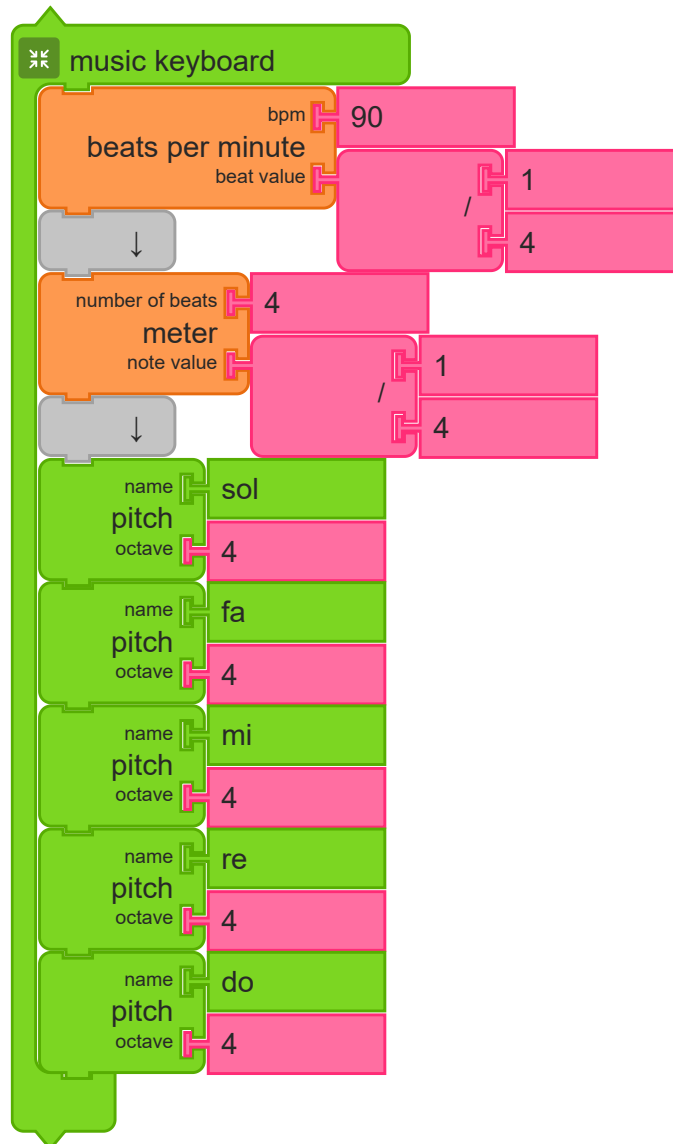 music keyboard
bpm 90
beats per minute
beat value 1
/
4
↓
number of beats 4
meter
note value 1
/
4
↓
name sol
pitch
octave 4
name fa
pitch
octave 4
name mi
pitch
octave 4
name re
pitch
octave 4
name do
pitch
octave 4